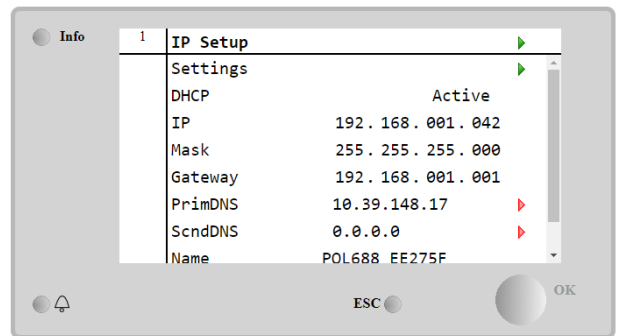 Info
1 IP Setup
Settings
DHCP Active
IP 192.168.001.042
Mask 255.255.255.000
Gateway 192.168.001.001
PrimDNS 10.39.148.17
ScndDNS 0.0.0.0
Name POL688_EE275F
ESC
OK